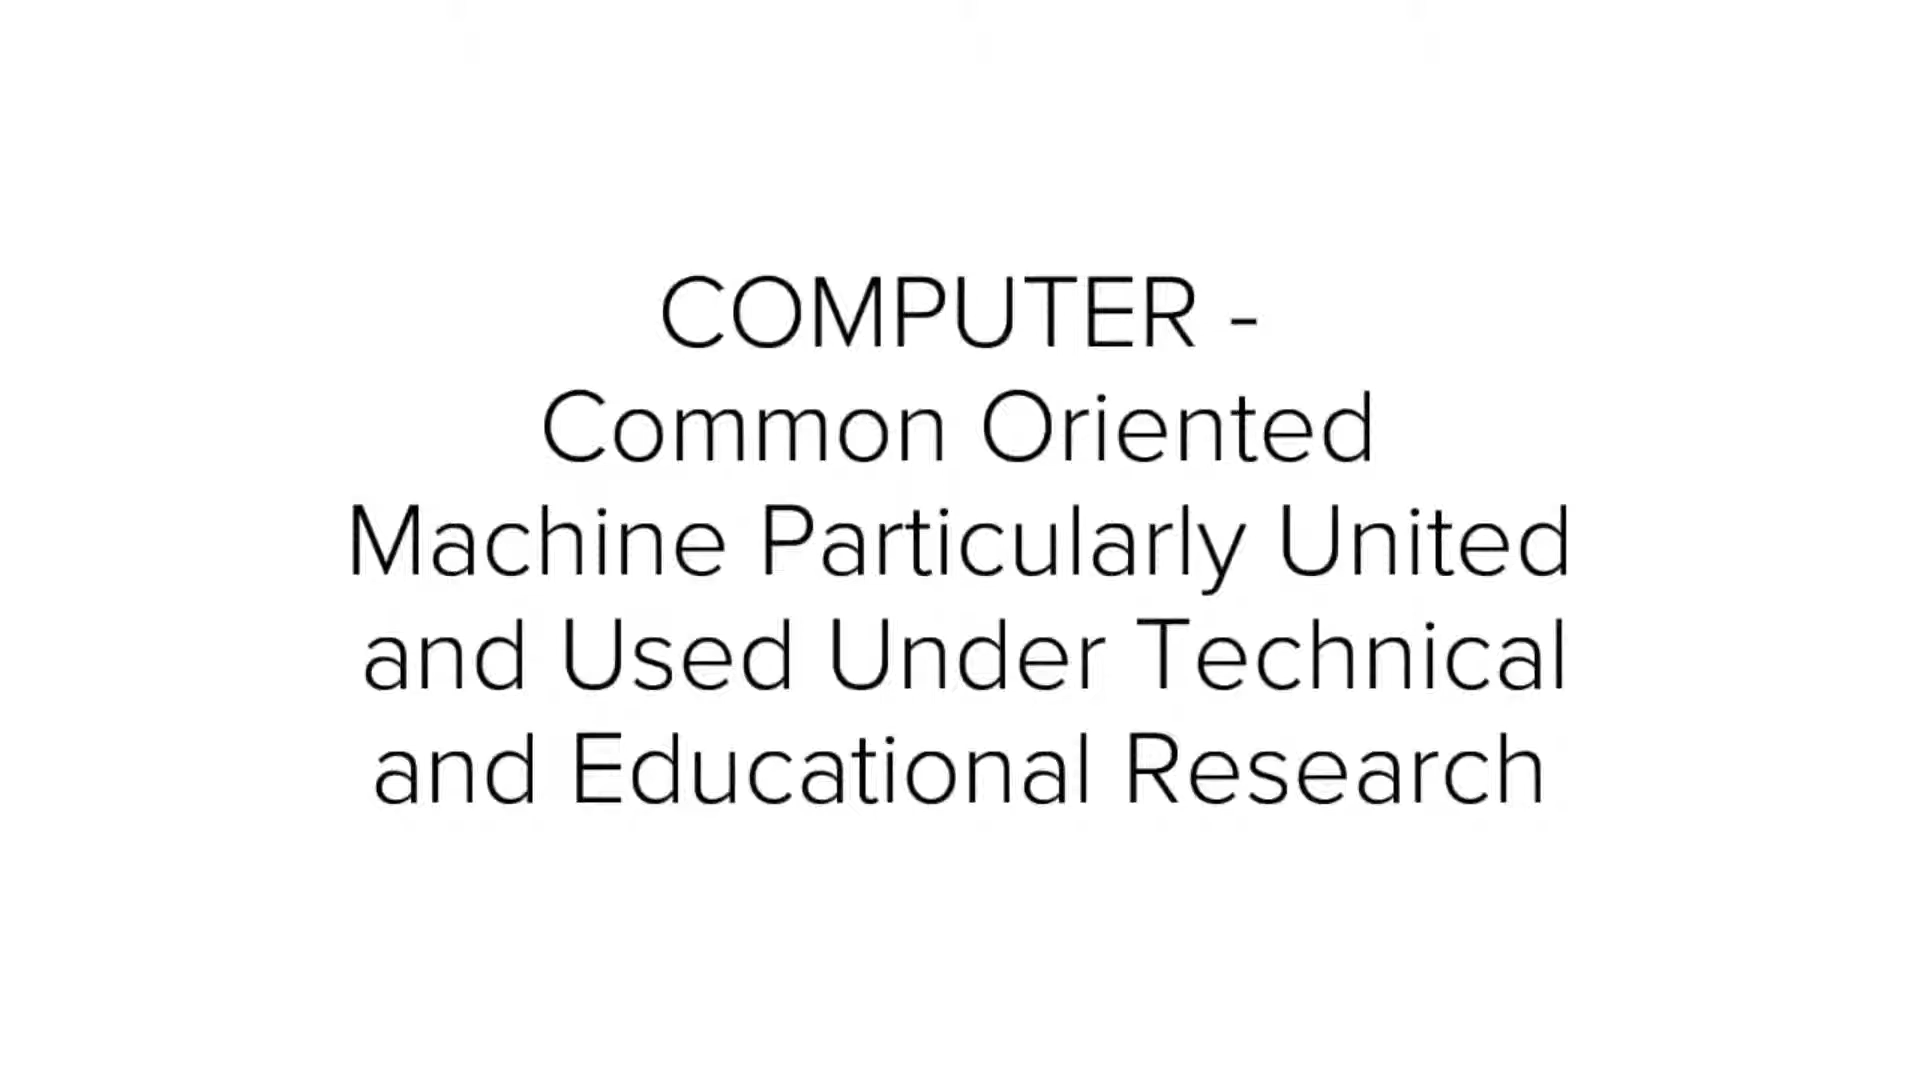 COMPUTER -
Common Oriented
Machine Particularly United
and Used Under Technical
and Educational Research